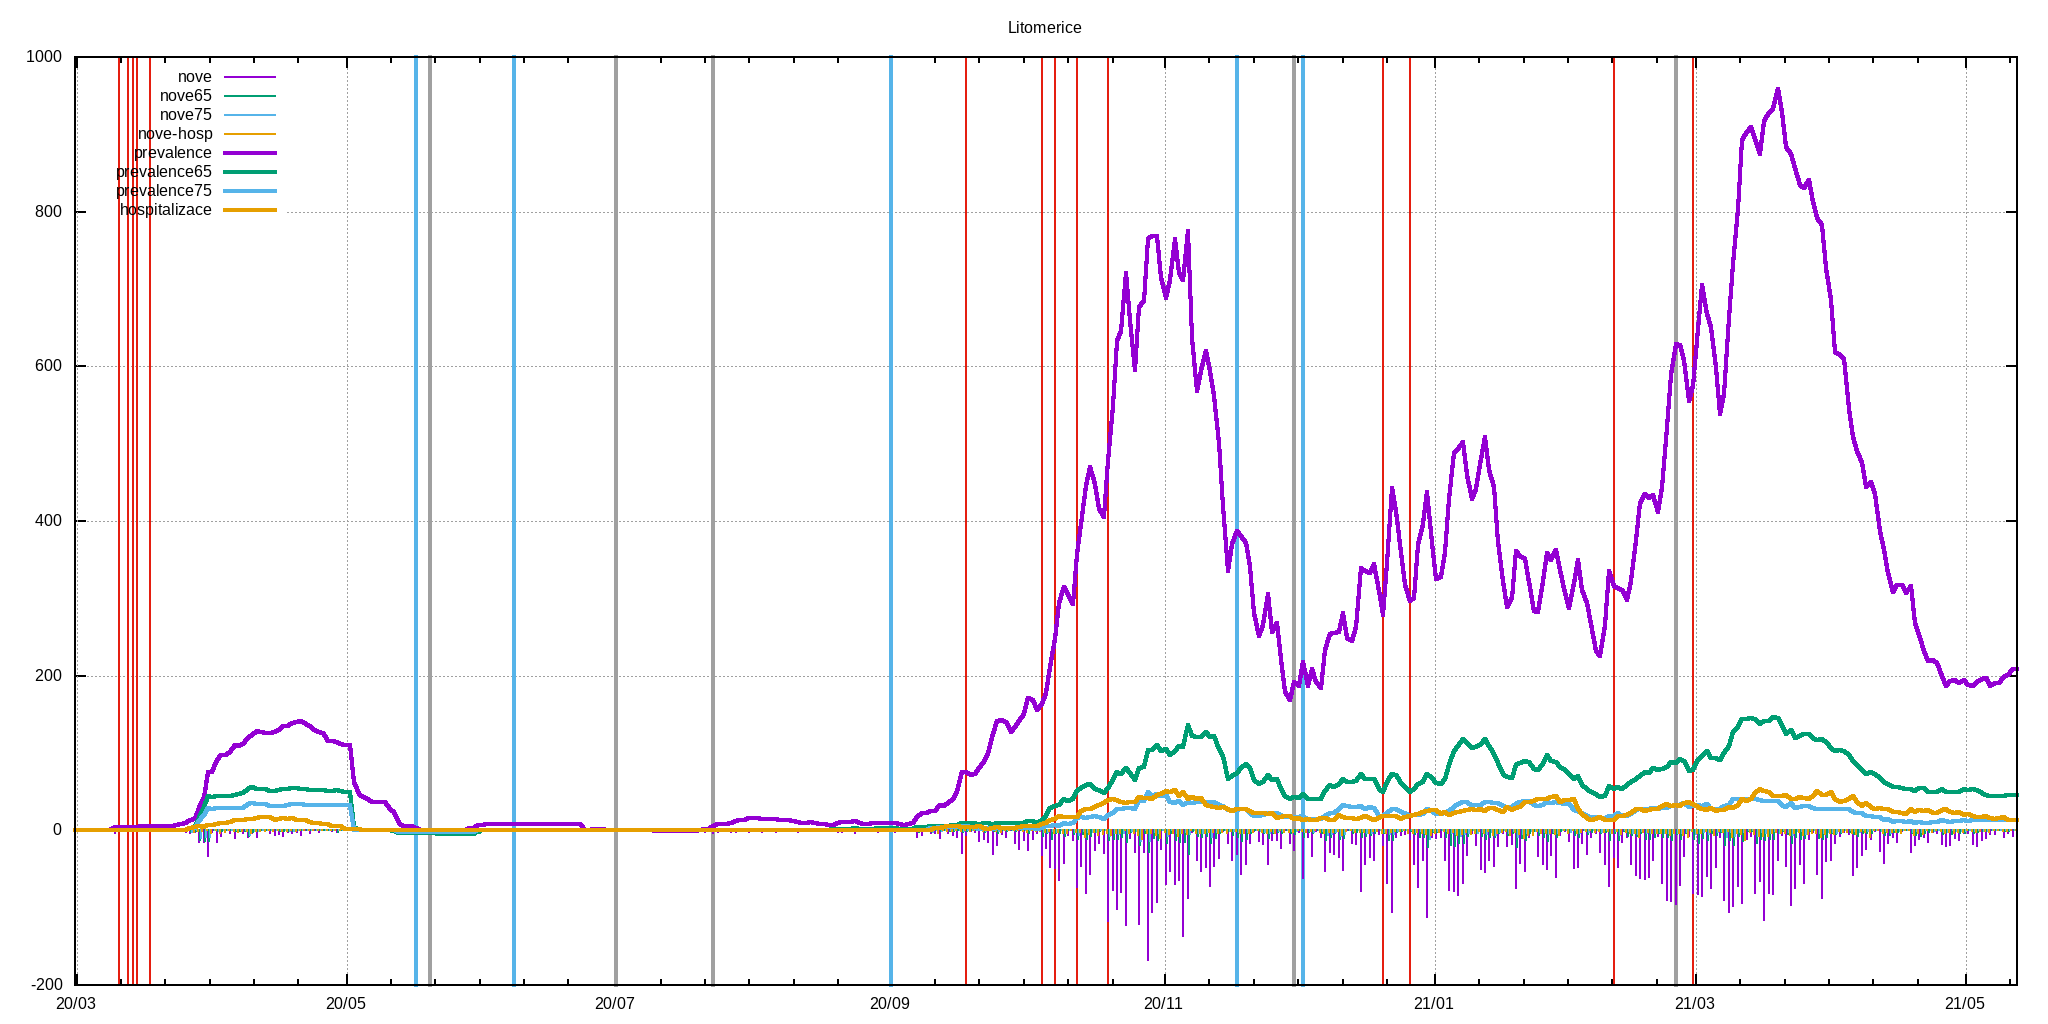 Litomerice
1000
800
600
400
200
0
-200
nove
nove65
nove75
nove-hosp
prevalence
prevalence65
prevalence75
hospitalizace
20/03 20/05 20/07 20/09 20/11 21/01 21/03 21/05